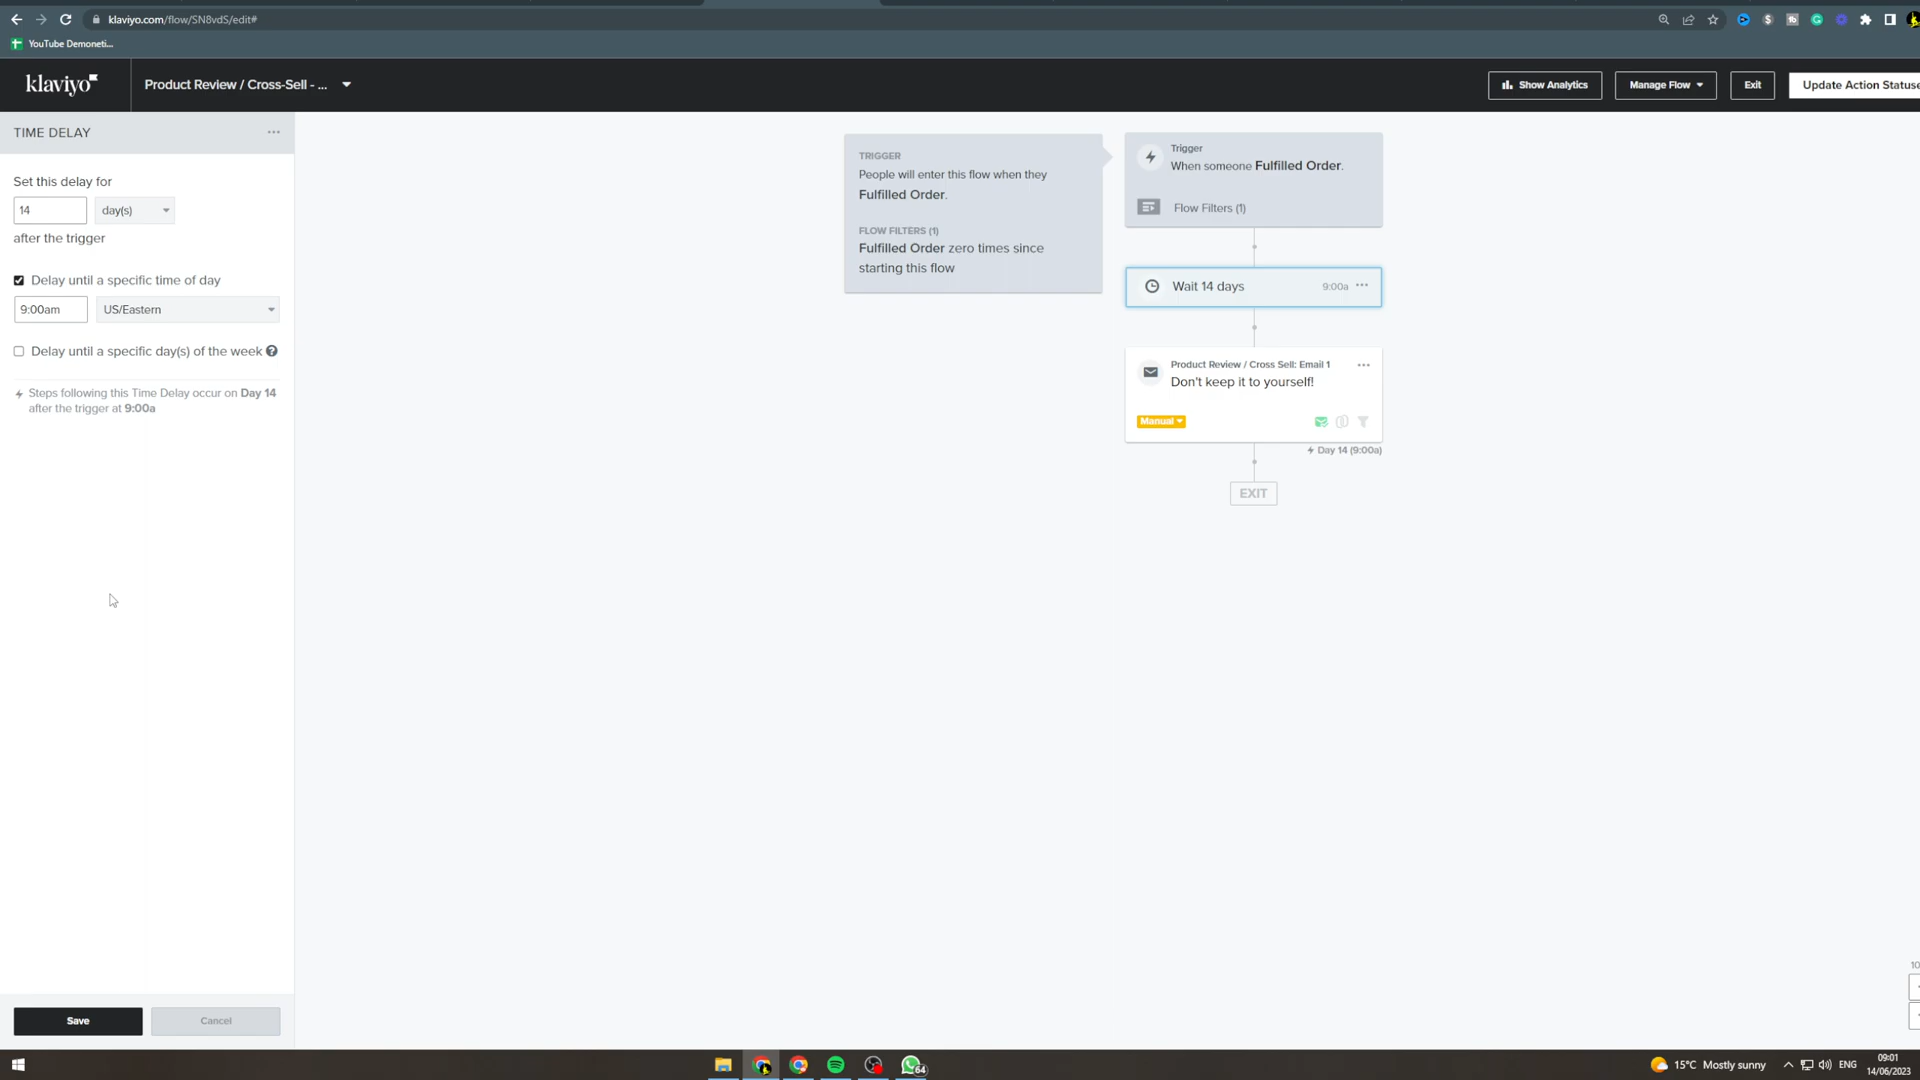 klaviyo.com/flow/SN8vdS/edit#
YouTube Demoneti...
klaviyo
Product Review / Cross-Sell - ...
Show Analytics
Manage Flow
Exit
Update Action Statuse
TIME DELAY
Set this delay for
14 day(s)
after the trigger
Delay until a specific time of day
9:00am US/Eastern
Delay until a specific day(s) of the week
Steps following this Time Delay occur on Day 14
after the trigger at 9:00a
Save
Cancel
TRIGGER
People will enter this flow when they
Fulfilled Order.
FLOW FILTERS (1)
Fulfilled Order zero times since
starting this flow
Trigger
When someone Fulfilled Order.
Flow Filters (1)
Wait 14 days 9:00a
Product Review / Cross Sell: Email 1
Don't keep it to yourself!
Manual
Day 14 (9:00a)
EXIT
10
64
15°C Mostly sunny
ENG
09:01
14/06/2023